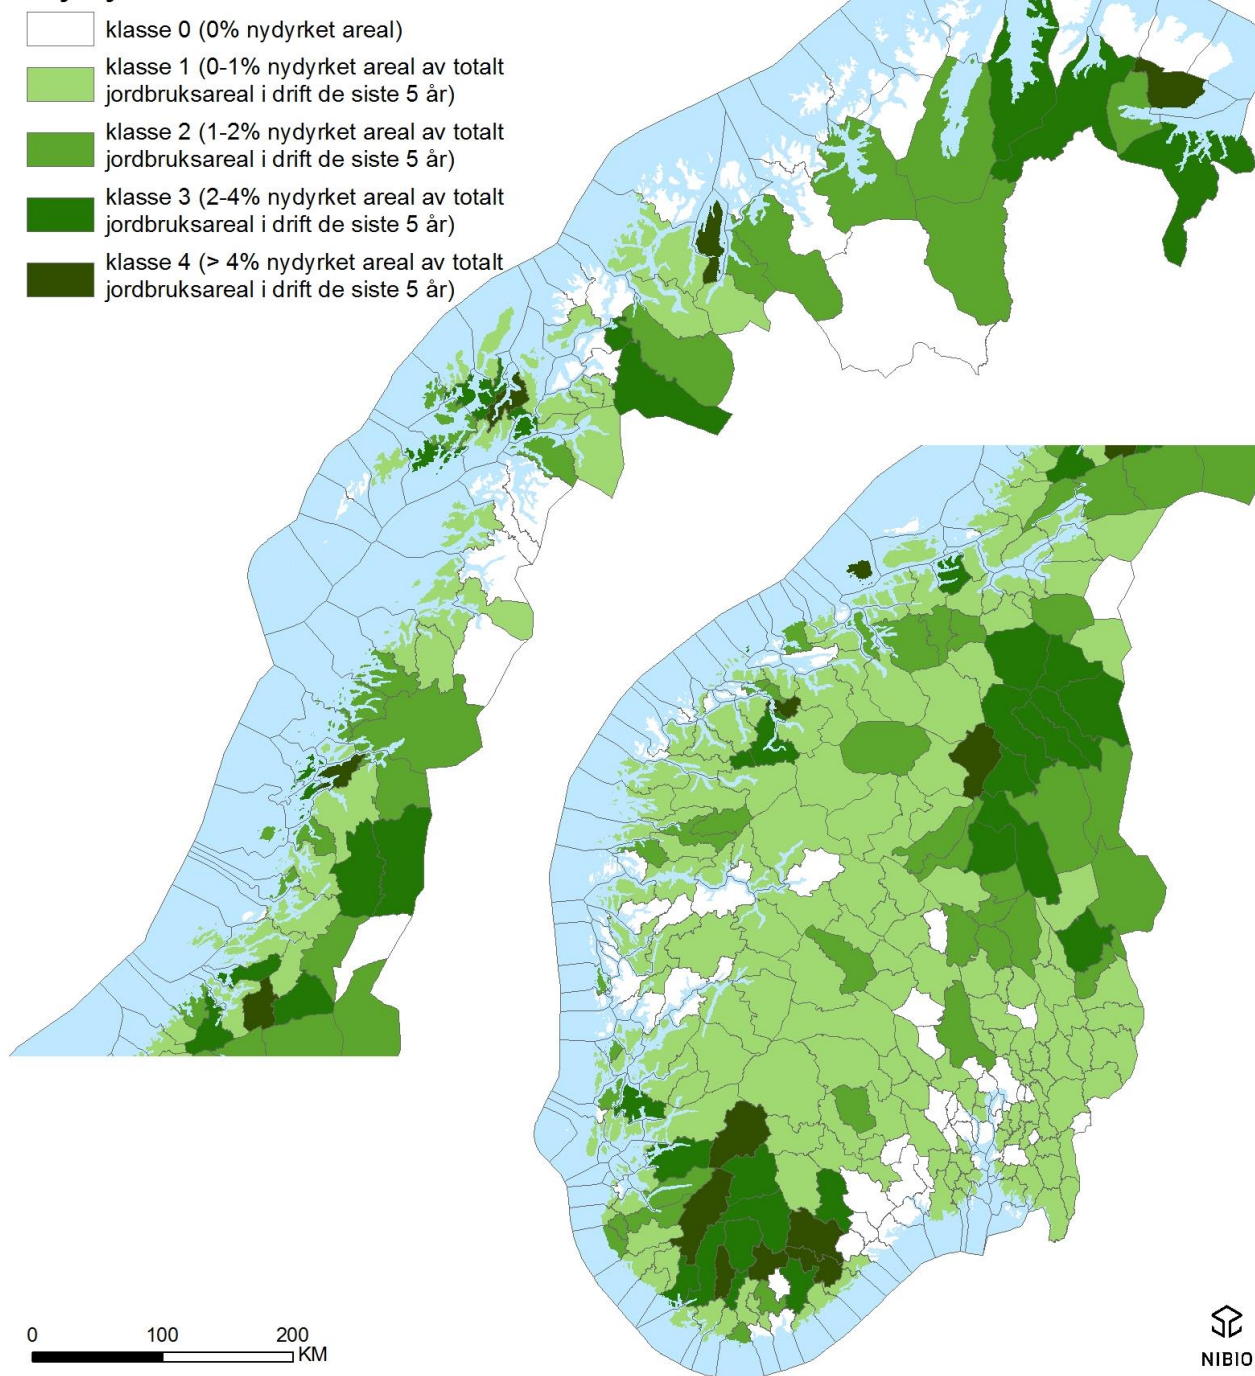 klasse 0 (0% nydyrket areal)
klasse 1 (0-1% nydyrket areal av totalt
jordbruksareal i drift de siste 5 år)
klasse 2 (1-2% nydyrket areal av totalt
jordbruksareal i drift de siste 5 år)
klasse 3 (2-4% nydyrket areal av totalt
jordbruksareal i drift de siste 5 år)
klasse 4 (> 4% nydyrket areal av totalt
jordbruksareal i drift de siste 5 år)
0 100 200
KM
NIBIO